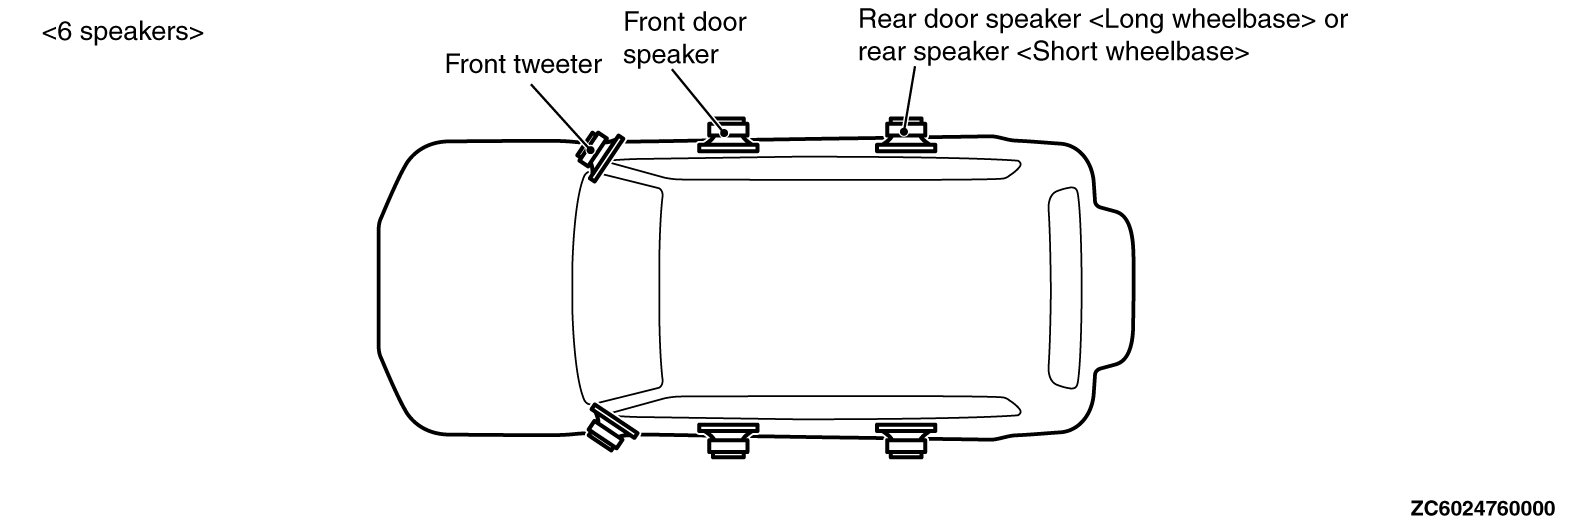 <6 speakers>
Front tweeter
Front door
speaker
Rear door speaker <Long wheelbase> or
rear speaker <Short wheelbase>
ZC6024760000